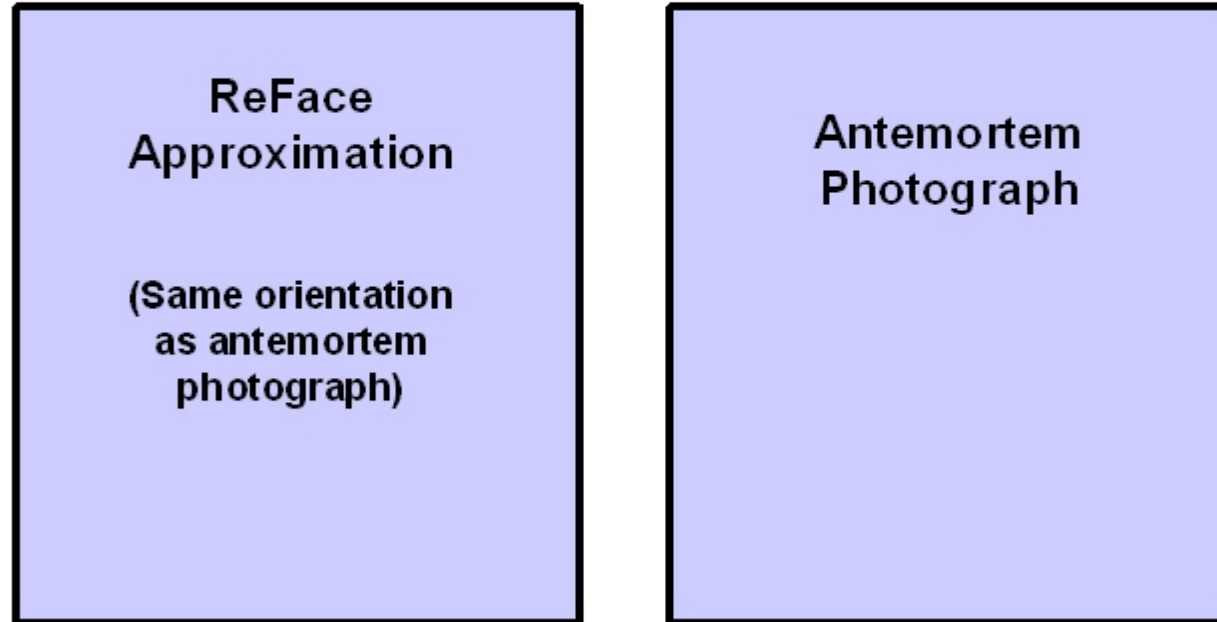 ReFace
Approximation
(Same orientation
as antemortem
photograph)
Antemortem
Photograph